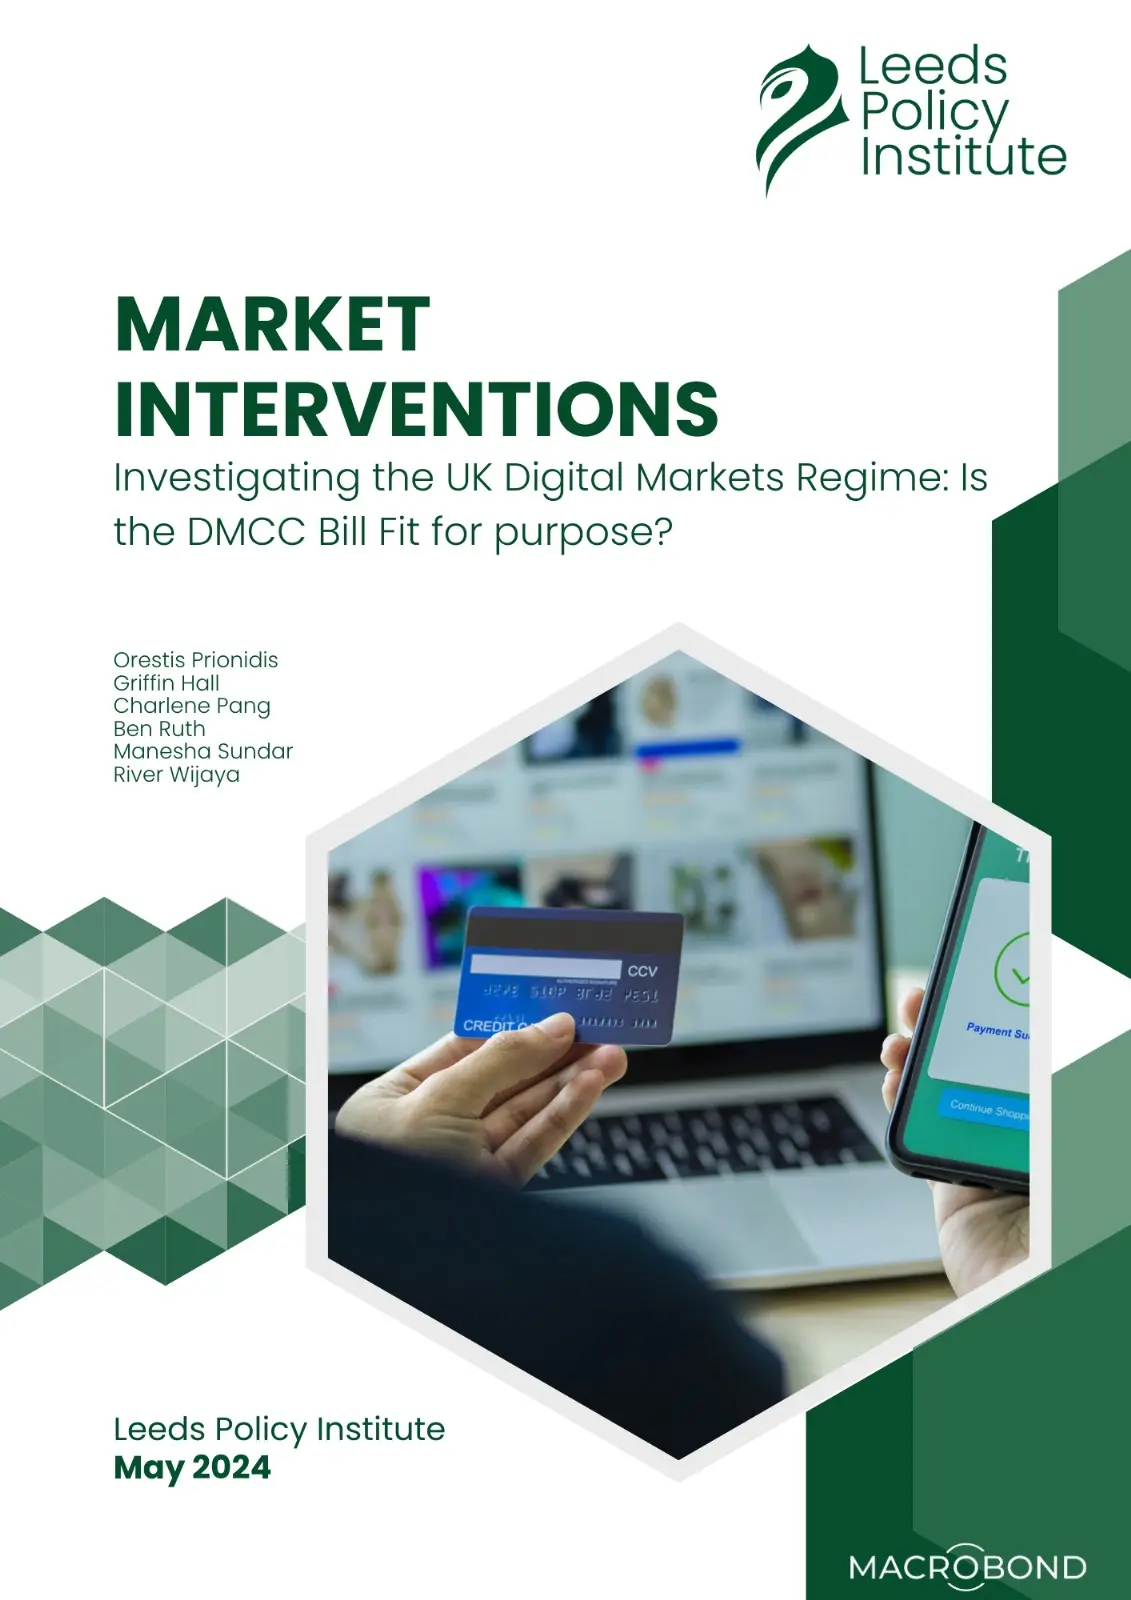 Leeds
Policy
Institute
MARKET
INTERVENTIONS
Investigating the UK Digital Markets Regime: Is
the DMCC Bill Fit for purpose?
Orestis Prionidis
Griffin Hall
Charlene Pang
Ben Ruth
Manesha Sundar
River Wijaya
CCV
AUTHORIZED SIGNATURE
CREDIT
Payment
Continue
Leeds Policy Institute
May 2024
MACROBOND